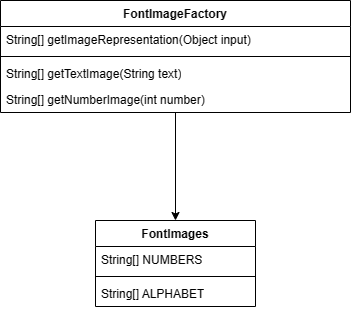 FontImageFactory
String[] getImageRepresentation(Object input)
String[] getTextImage(String text)
String[] getNumberImage(int number)
FontImages
String[] NUMBERS
String[] ALPHABET